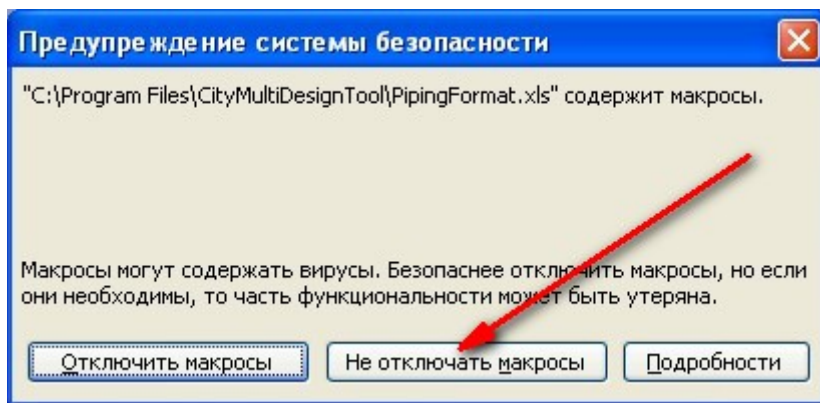 Предупреждение системы безопасности
"C:\Program Files\CityMultiDesignTool\PipingFormat.xls" содержит макросы.
Макросы могут содержать вирусы. Безопаснее отключить макросы, но если
они необходимы, то часть функциональности может быть утеряна.
Отключить макросы
Не отключать макросы
Подробности